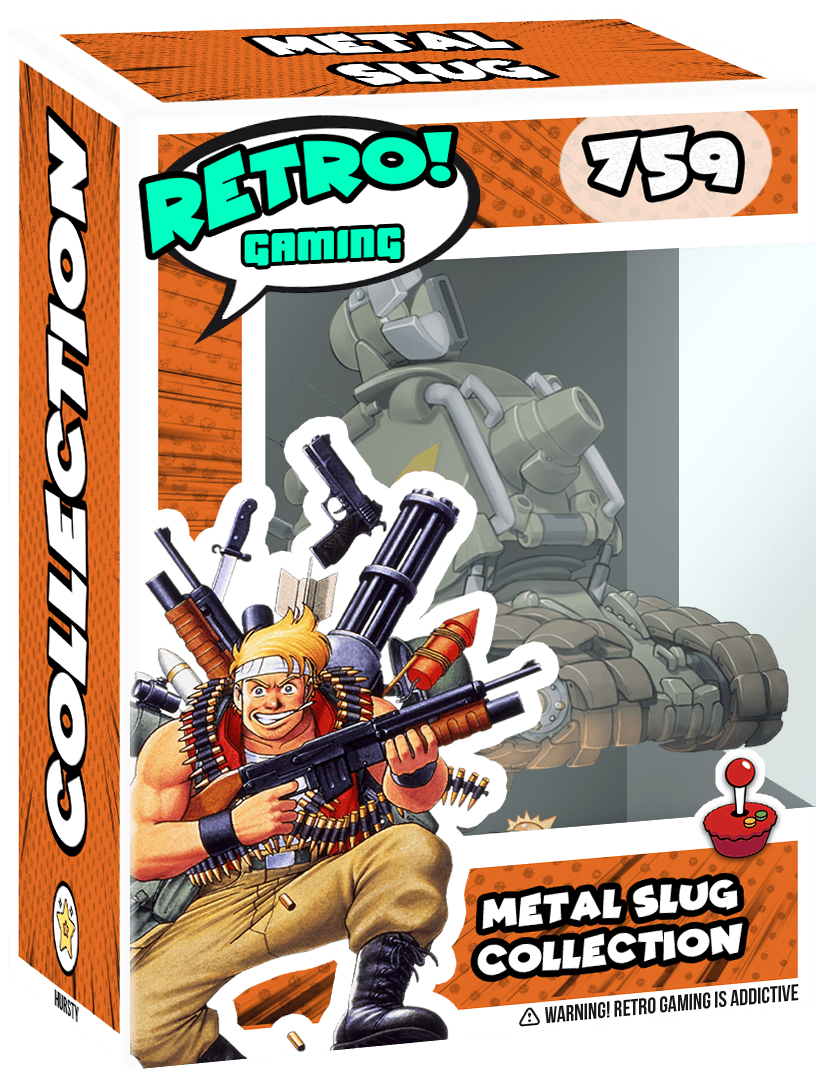 METAL
SLUG
COLLECTION
HURSTY
RETRO!
GAMING
759
METAL SLUG
COLLECTION
WARNING! RETRO GAMING IS ADDICTIVE